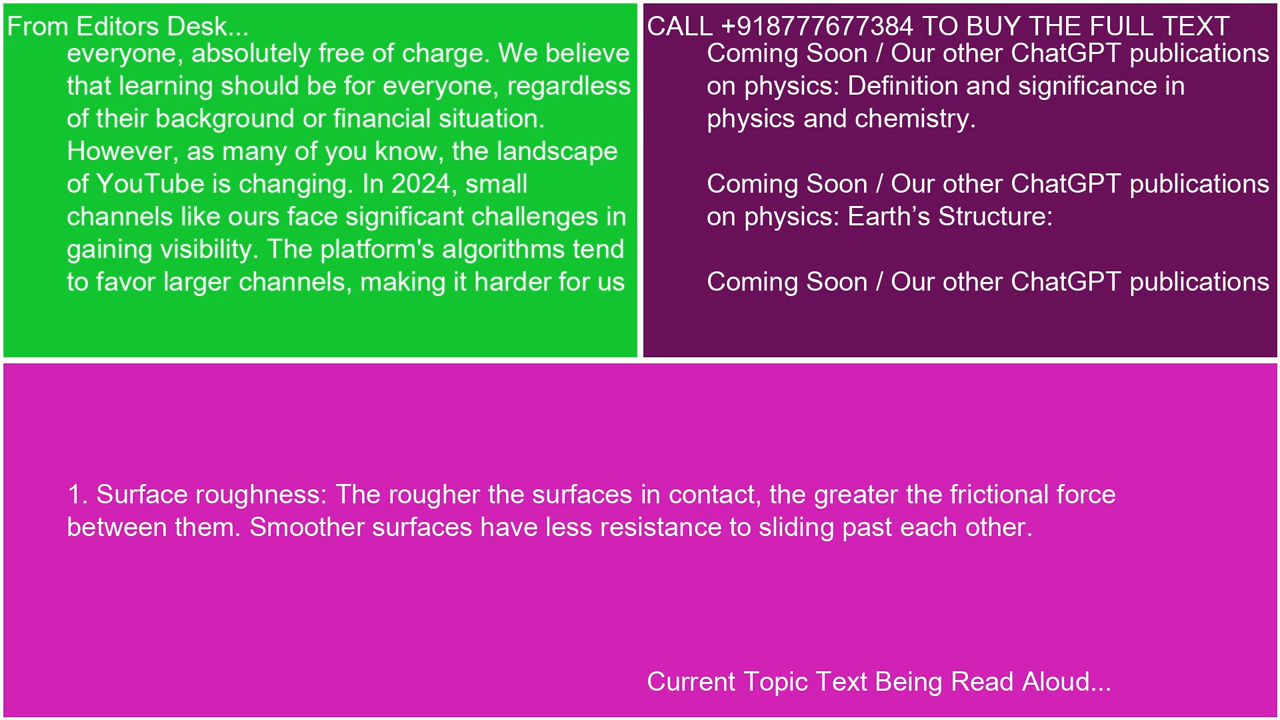 From Editors Desk...
everyone, absolutely free of charge. We believe
that learning should be for everyone, regardless
of their background or financial situation.
However, as many of you know, the landscape
of YouTube is changing. In 2024, small
channels like ours face significant challenges in
gaining visibility. The platform's algorithms tend
to favor larger channels, making it harder for us
CALL +918777677384 TO BUY THE FULL TEXT
Coming Soon / Our other ChatGPT publications
on physics: Definition and significance in
physics and chemistry.
Coming Soon / Our other ChatGPT publications
on physics: Earth’s Structure:
Coming Soon / Our other ChatGPT publications
1. Surface roughness: The rougher the surfaces in contact, the greater the frictional force
between them. Smoother surfaces have less resistance to sliding past each other.
Current Topic Text Being Read Aloud...